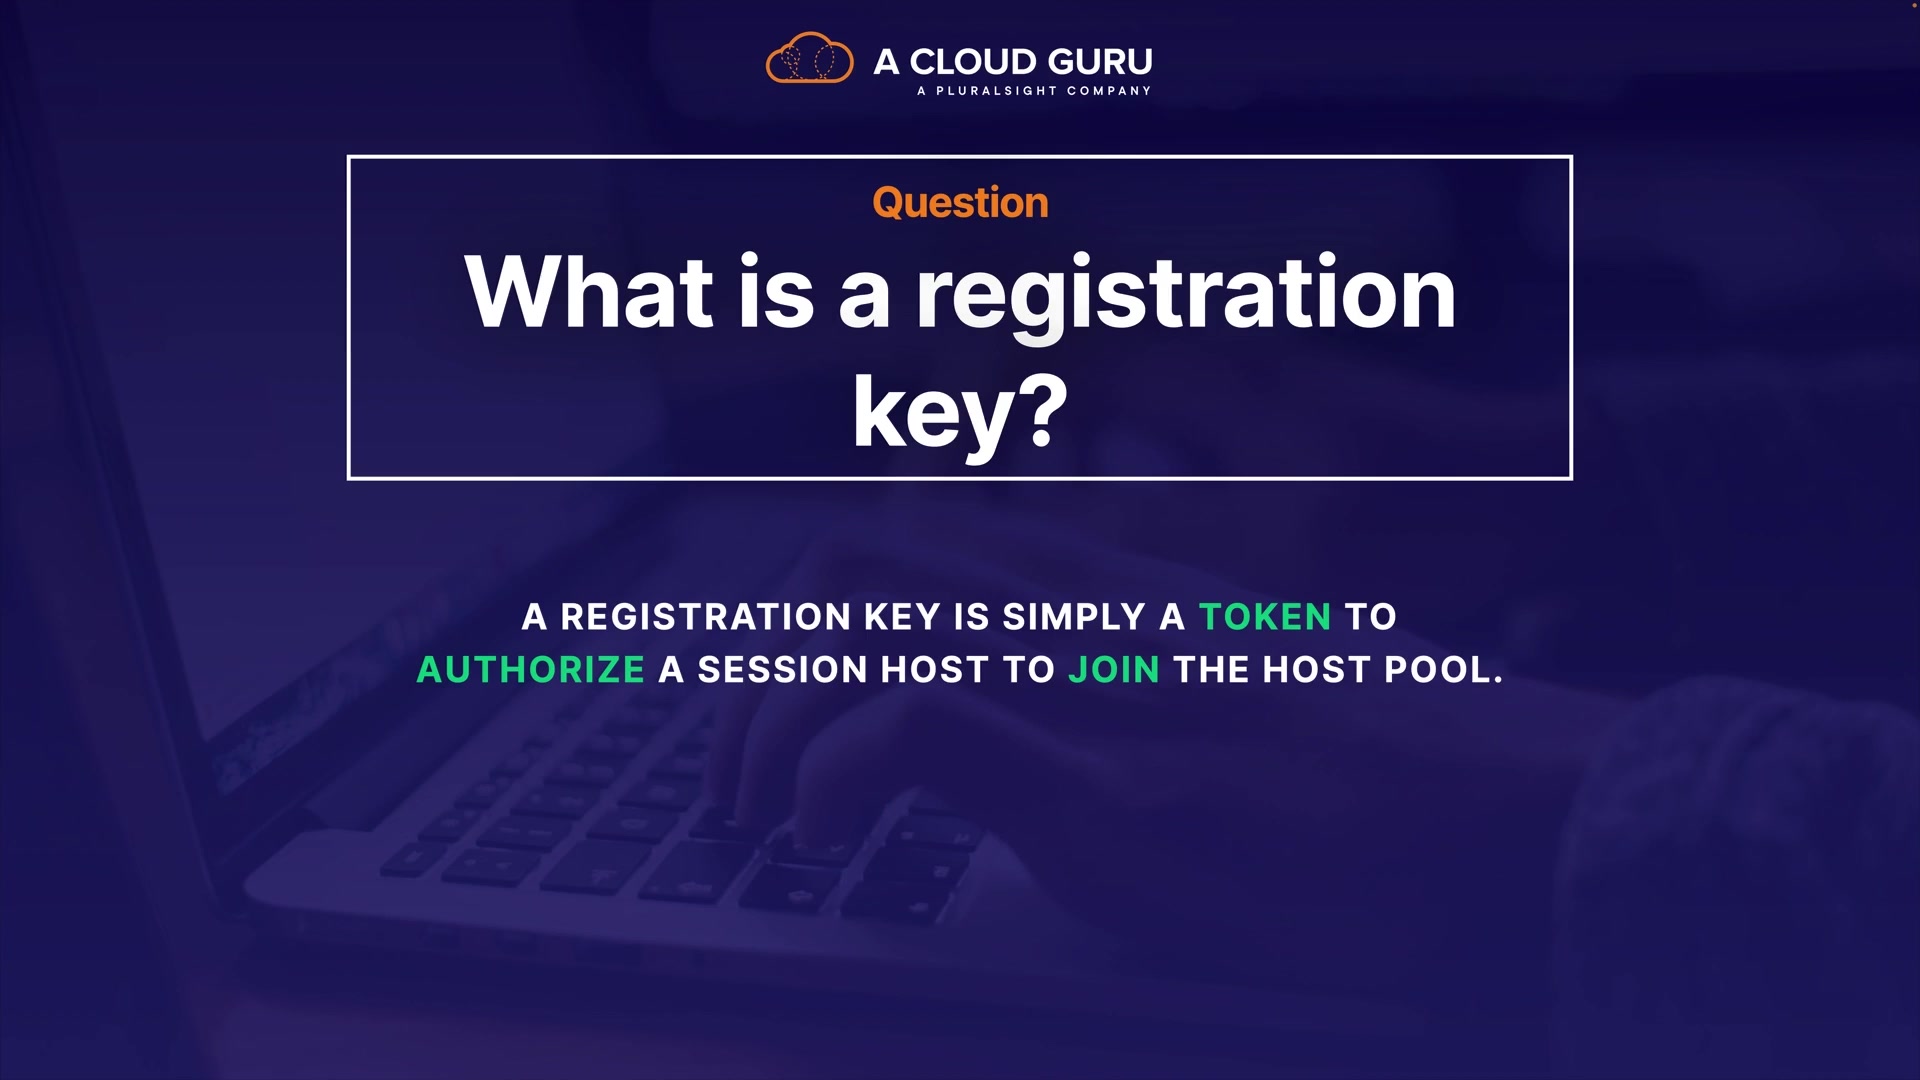 A CLOUD GURU
A PLURALSIGHT COMPANY
Question
What is a registration
key?
A REGISTRATION KEY IS SIMPLY A TOKEN TO
AUTHORIZE A SESSION HOST TO JOIN THE HOST POOL.